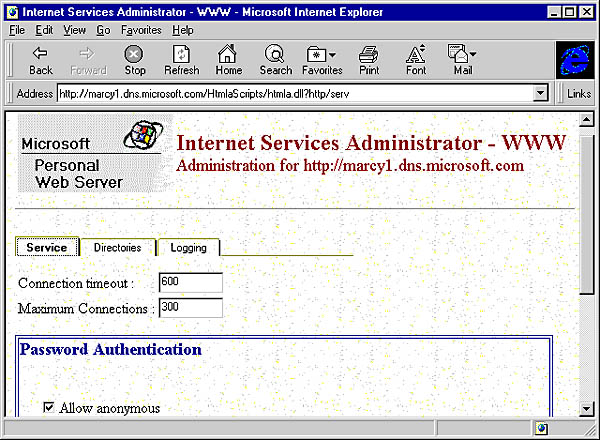 Internet Services Administrator - WWW - Microsoft Internet Explorer
File Edit View Go Favorites Help
Back Forward Stop Refresh Home Search Favorites Print Font Mail
Address http://marcy1.dns.microsoft.com/HtmlaScripts/htmla.dll?http/serv Links
Microsoft
Personal
Web Server
Internet Services Administrator - WWW
Administration for http://marcy1.dns.microsoft.com
Service Directories Logging
Connection timeout : 600
Maximum Connections : 300
Password Authentication
Allow anonymous